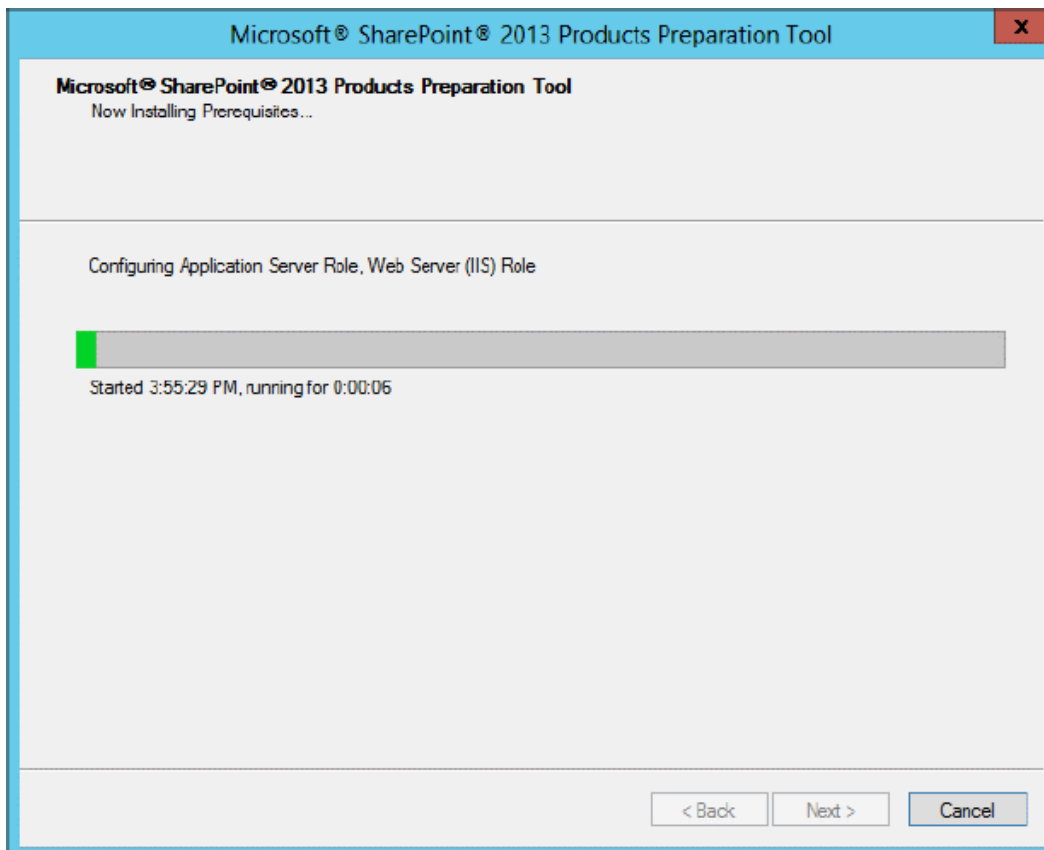 Microsoft® SharePoint® 2013 Products Preparation Tool
X
Microsoft® SharePoint® 2013 Products Preparation Tool
Now Installing Prerequisites...
Configuring Application Server Role, Web Server (IIS) Role
Started 3:55:29 PM, running for 0:00:06
< Back Next > Cancel